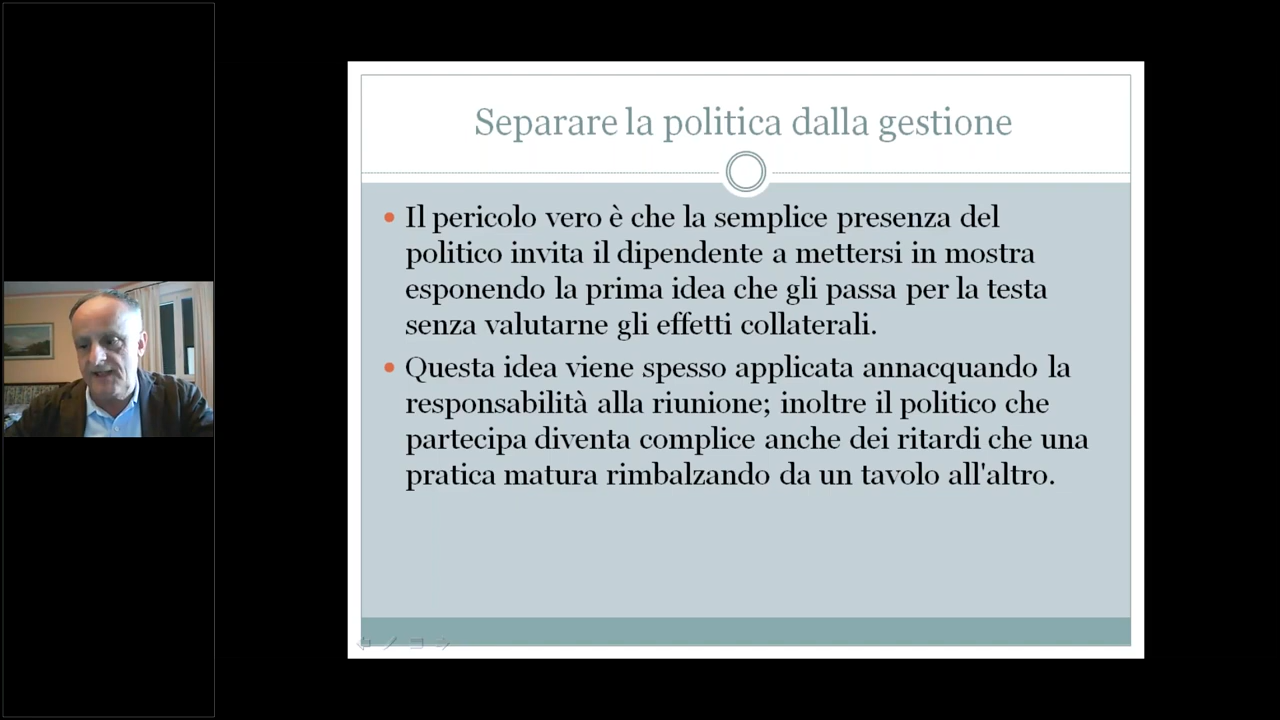 Separare la politica dalla gestione
Il pericolo vero è che la semplice presenza del
politico invita il dipendente a mettersi in mostra
esponendo la prima idea che gli passa per la testa
senza valutarne gli effetti collaterali.
Questa idea viene spesso applicata annacquando la
responsabilità alla riunione; inoltre il politico che
partecipa diventa complice anche dei ritardi che una
pratica matura rimbalzando da un tavolo all'altro.